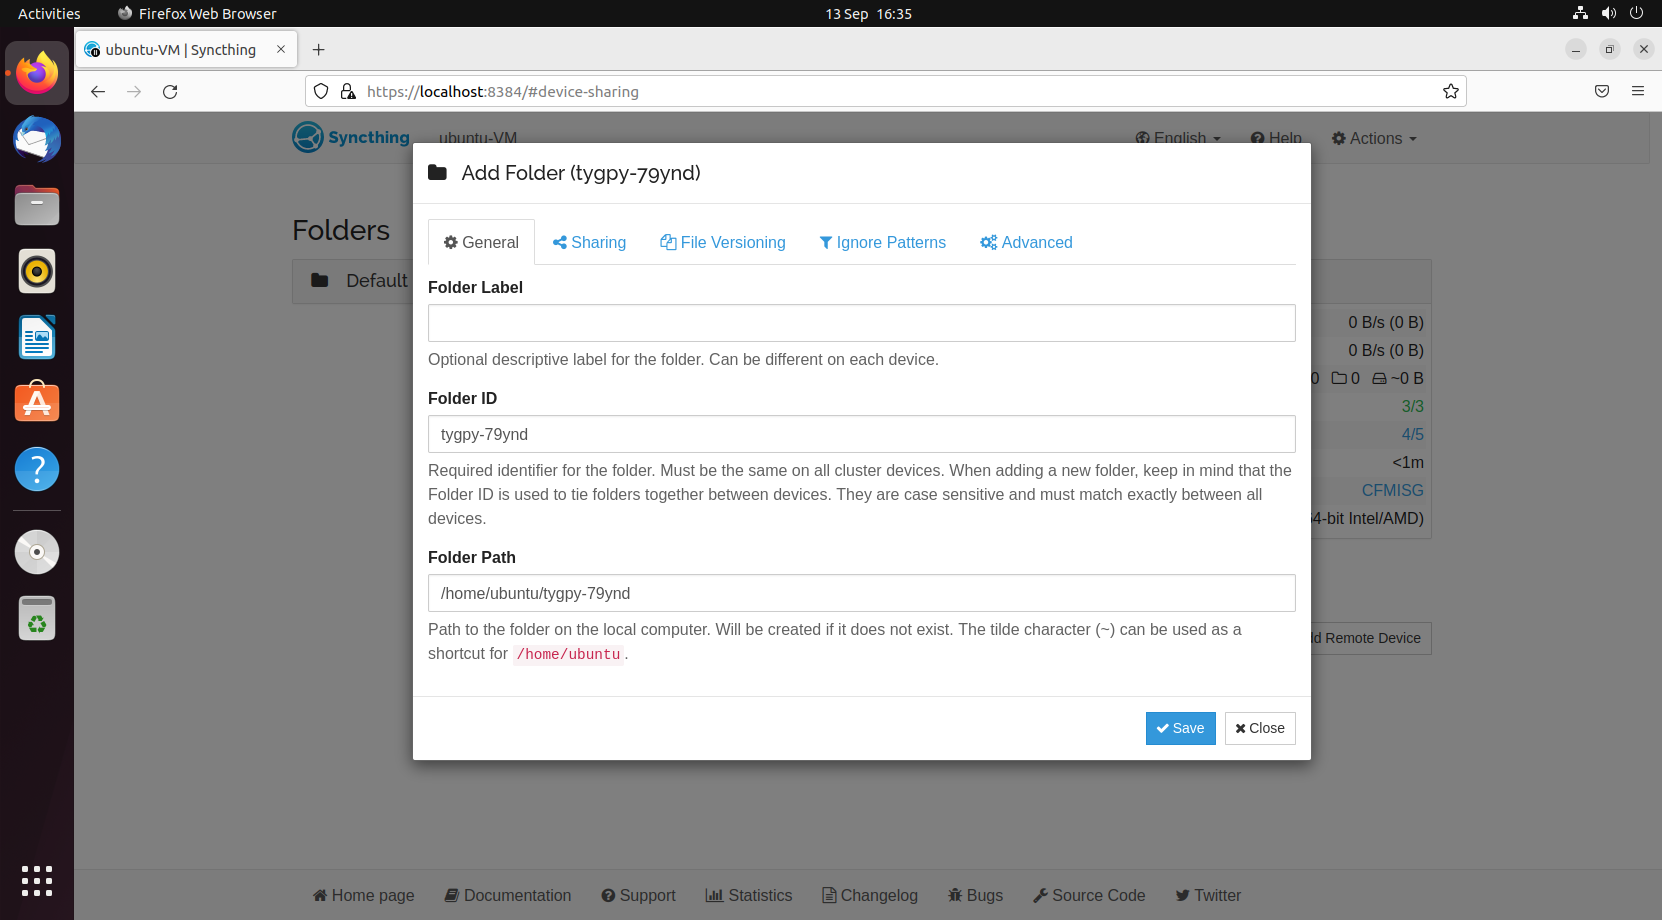 Activities
Firefox Web Browser
13 Sep 16:35
ubuntu-VM | Syncthing
https://localhost:8384/#device-sharing
Syncthing
ubuntu-VM
English
Help
Actions
Add Folder (tygpy-79ynd)
General
Sharing
File Versioning
Ignore Patterns
Advanced
Folders
Default
Folder Label
Optional descriptive label for the folder. Can be different on each device.
Folder ID
tygpy-79ynd
Required identifier for the folder. Must be the same on all cluster devices. When adding a new folder, keep in mind that the
Folder ID is used to tie folders together between devices. They are case sensitive and must match exactly between all
devices.
Folder Path
/home/ubuntu/tygpy-79ynd
Path to the folder on the local computer. Will be created if it does not exist. The tilde character (~) can be used as a
shortcut for /home/ubuntu.
Save
Close
0 B/s (0 B)
0 B/s (0 B)
0 0 ~0 B
3/3
4/5
<1m
CFMISG
64-bit Intel/AMD)
Remote Device
Home page
Documentation
Support
Statistics
Changelog
Bugs
Source Code
Twitter